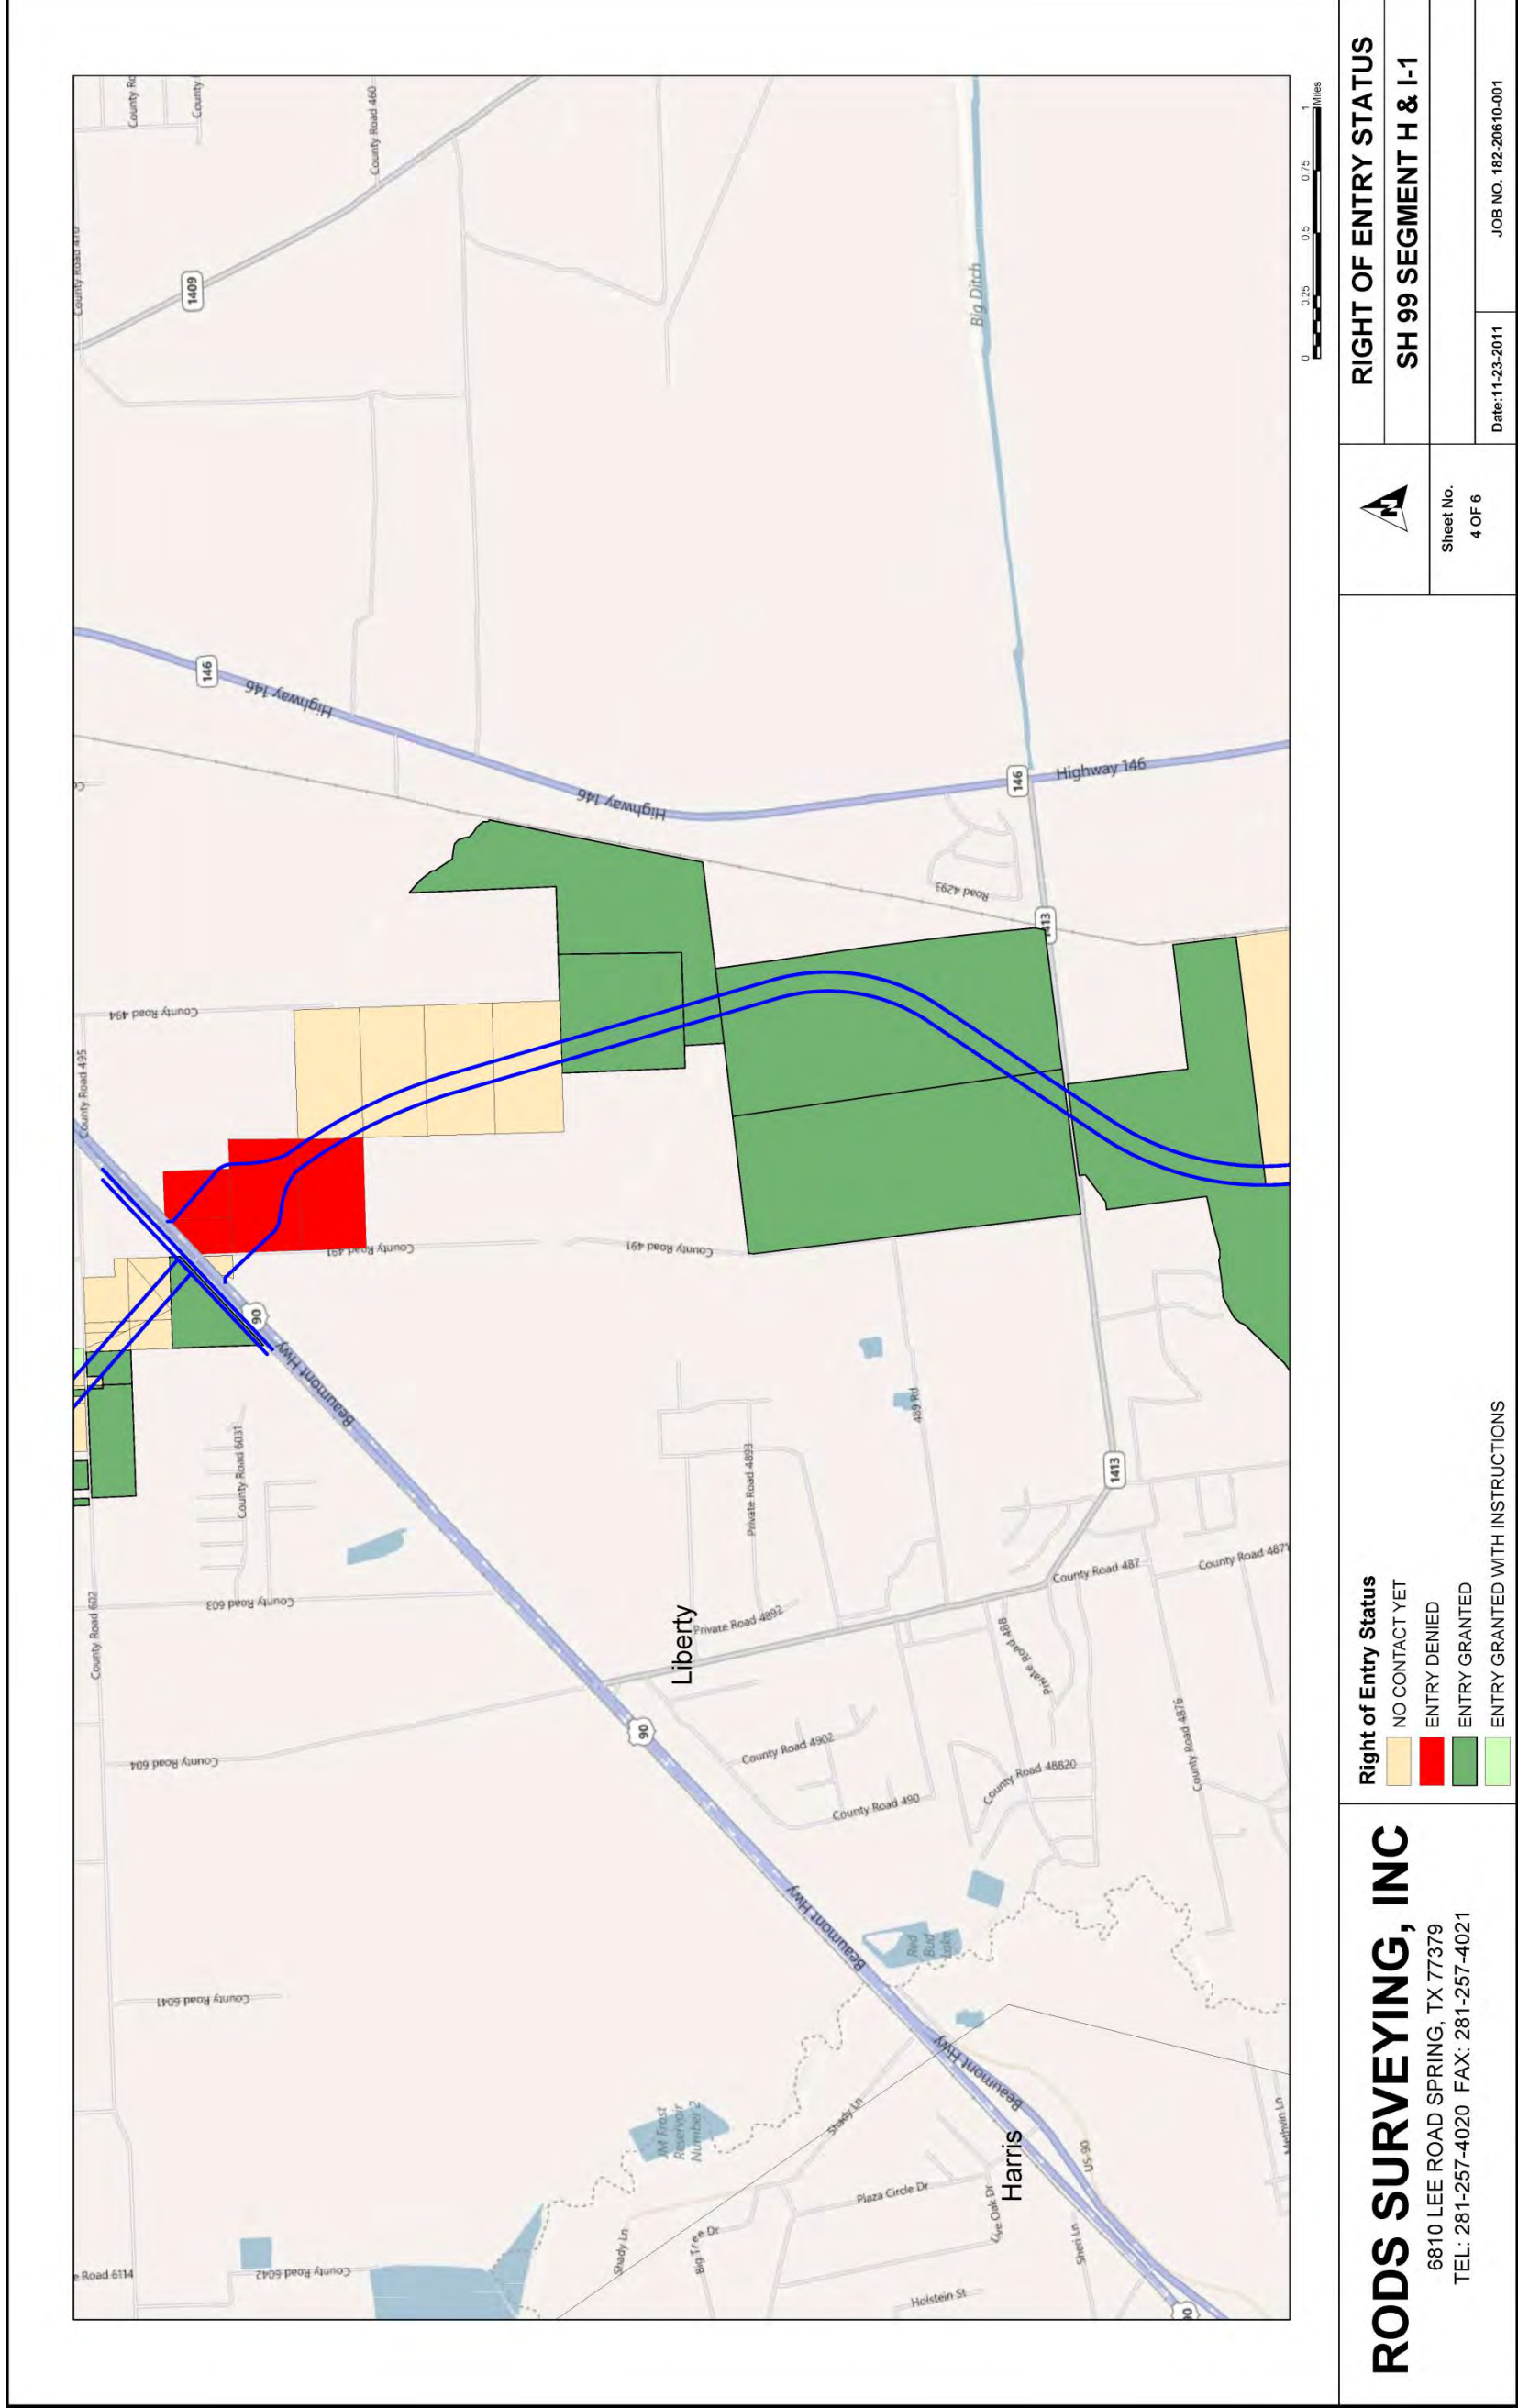 County Road 602
County Road 495
County Road 494
County Road 460
1409
146
Highway 146
Highway 146
Highway 146
146
County Road 491
County Road 491
90
Beaumont Hwy
County Road 6031
County Road 603
County Road 604
County Road 6041
County Road 6042
e Road 6114
Big Ditch
Road 4293
1413
489 Rd
Private Road 4893
Private Road 4892
Liberty
90
County Road 487
County Road 4871
Private Road 488
County Road 4902
County Road 490
County Road 48820
County Road 4876
Beaumont Hwy
Red
Bud
Lake
JM Frost
Reservoir
Number 2
Shady Ln
Shady Ln
Big Tree Dr
Plaza Circle Dr
Live Oak Dr
Harris
Beaumont Hwy
US-90
Sheri Ln
Holstein St
Methvin Ln
90
0 0.25 0.5 0.75 1
Miles
RODS SURVEYING, INC
6810 LEE ROAD SPRING, TX 77379
TEL: 281-257-4020 FAX: 281-257-4021
Right of Entry Status
NO CONTACT YET
ENTRY DENIED
ENTRY GRANTED
ENTRY GRANTED WITH INSTRUCTIONS
N
Sheet No.
4 OF 6
RIGHT OF ENTRY STATUS
SH 99 SEGMENT H & I-1
Date:11-23-2011
JOB NO. 182-20610-001